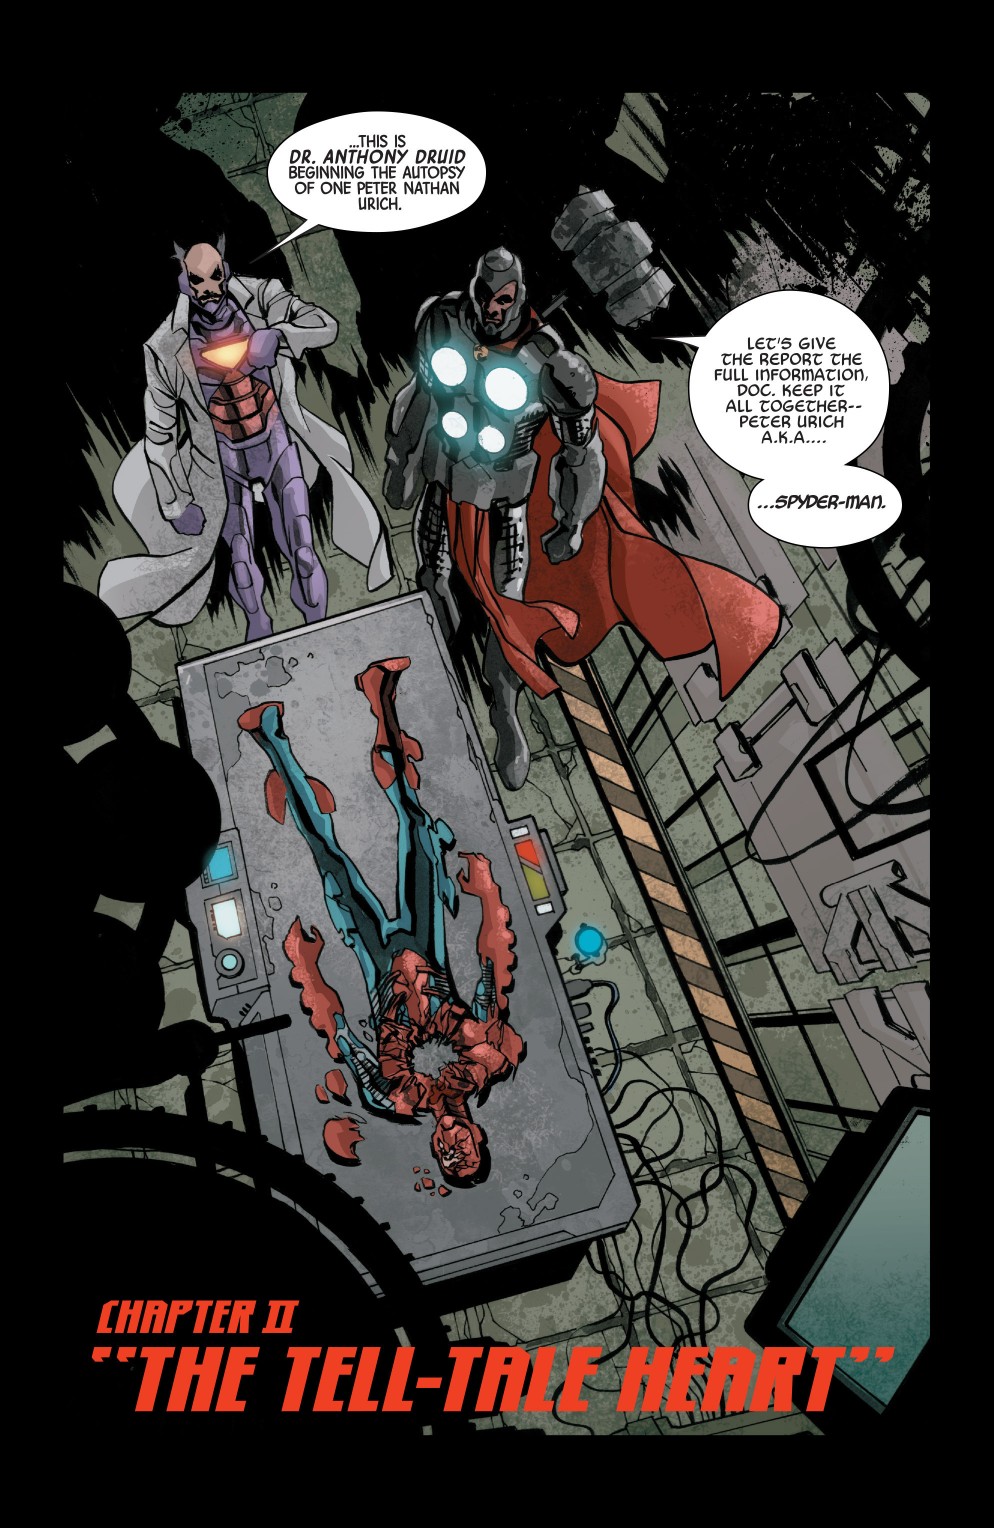 ...THIS IS
DR. ANTHONY DRUID
BEGINNING THE AUTOPSY
OF ONE PETER NATHAN
URICH.
LET'S GIVE
THE REPORT THE
FULL INFORMATION,
DOC. KEEP IT
ALL TOGETHER--
PETER URICH
A.K.A....
...SPYDER-MAN.
CHAPTER II
"THE TELL-TALE HEART"